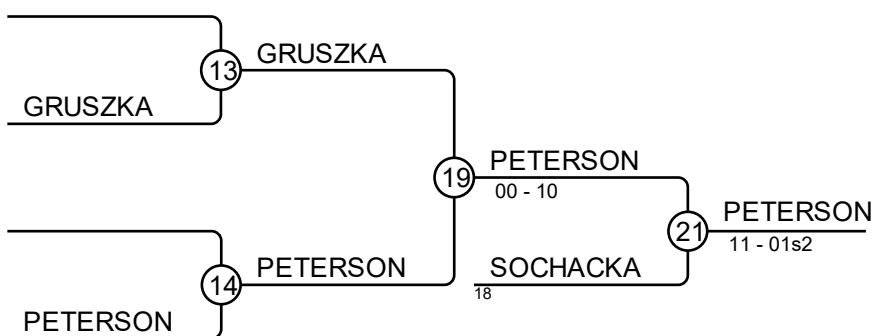 GRUSZKA
13
GRUSZKA
PETERSON
19
00 - 10
PETERSON
21
11 - 01s2
SOCHACKA
18
PETERSON
14
PETERSON